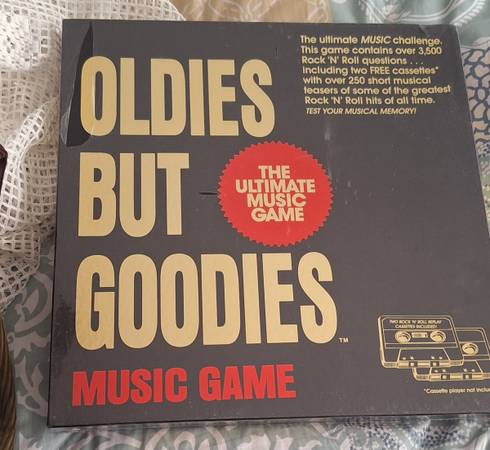 The ultimate MUSIC challenge.
This game contains over 3,500
Rock 'N' Roll questions . . .
including two FREE cassettes*
with over 250 short musical
teasers of some of the greatest
Rock 'N' Roll hits of all time.
TEST YOUR MUSICAL MEMORY!
OLDIES
BUT
GOODIES™
THE
ULTIMATE
MUSIC
GAME
MUSIC GAME
TWO ROCK 'N' ROLL REPLAY
CASSETTES INCLUDED!
*Cassette player not